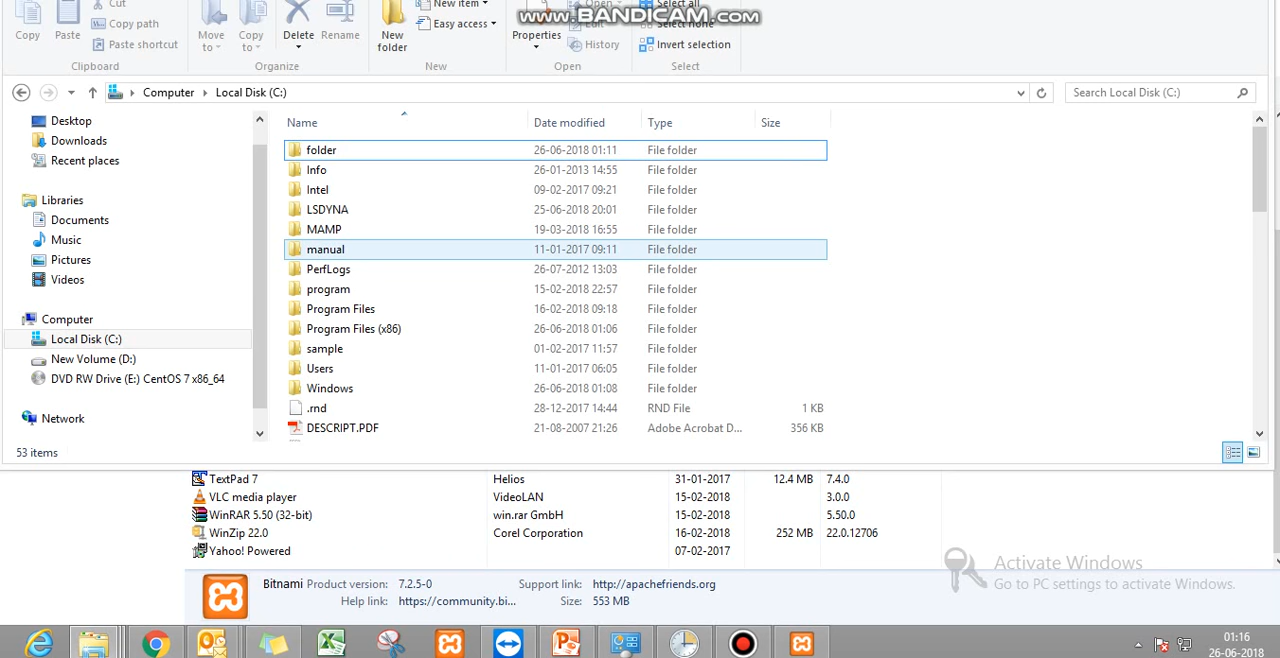 Cut
New item
www.BANDICAM.com
Select all
Copy path
Easy access
Edit
Select none
Copy
Paste
Paste shortcut
Move
to
Copy
to
Delete
Rename
New
folder
Properties
History
Invert selection
Clipboard
Organize
New
Open
Select
Computer
Local Disk (C:)
Search Local Disk (C:)
Name Date modified Type Size
Desktop
Downloads
Recent places
Libraries
Documents
Music
Pictures
Videos
Computer
Local Disk (C:)
New Volume (D:)
DVD RW Drive (E:) CentOS 7 x86_64
Network
folder 26-06-2018 01:11 File folder
Info 26-01-2013 14:55 File folder
Intel 09-02-2017 09:21 File folder
LSDYNA 25-06-2018 20:01 File folder
MAMP 19-03-2018 16:55 File folder
manual 11-01-2017 09:11 File folder
PerfLogs 26-07-2012 13:03 File folder
program 15-02-2018 22:57 File folder
Program Files 16-02-2018 09:18 File folder
Program Files (x86) 26-06-2018 01:06 File folder
sample 01-02-2017 11:57 File folder
Users 11-01-2017 06:05 File folder
Windows 26-06-2018 01:08 File folder
.rnd 28-12-2017 14:44 RND File 1 KB
DESCRIPT.PDF 21-08-2007 21:26 Adobe Acrobat D... 356 KB
53 items
TextPad 7 Helios 31-01-2017 12.4 MB 7.4.0
VLC media player VideoLAN 15-02-2018 3.0.0
WinRAR 5.50 (32-bit) win.rar GmbH 15-02-2018 5.50.0
WinZip 22.0 Corel Corporation 16-02-2018 252 MB 22.0.12706
Yahoo! Powered 07-02-2017
Activate Windows
Go to PC settings to activate Windows.
Bitnami Product version: 7.2.5-0 Support link: http://apachefriends.org
Help link: https://community.bi... Size: 553 MB
01:16
26-06-2018